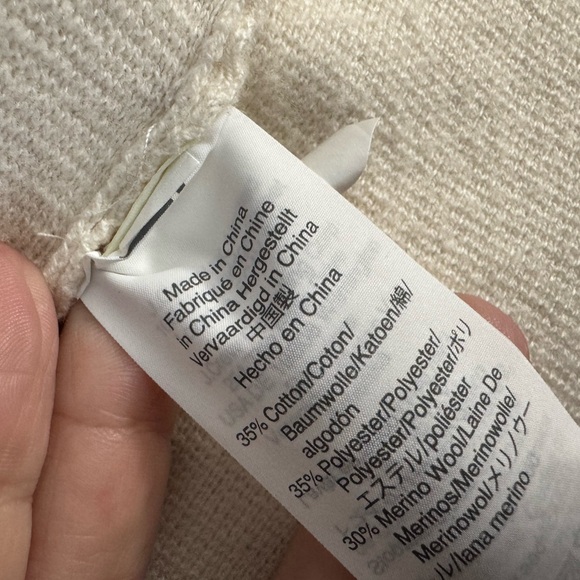 Made in China
Fabriqué en Chine
in China Hergestellt
Vervaardigd in China
中国製
Hecho en China
35% Cotton/Coton/
Baumwolle/Katoen/綿/
algodón
35% Polyester/Polyester/
Polyester/Polyester/ポリ
エステル/poliéster
30% Merino Wool/Laine De
Merinos/Merinowolle/
Merinowol/メリノウー
ル/lana merino